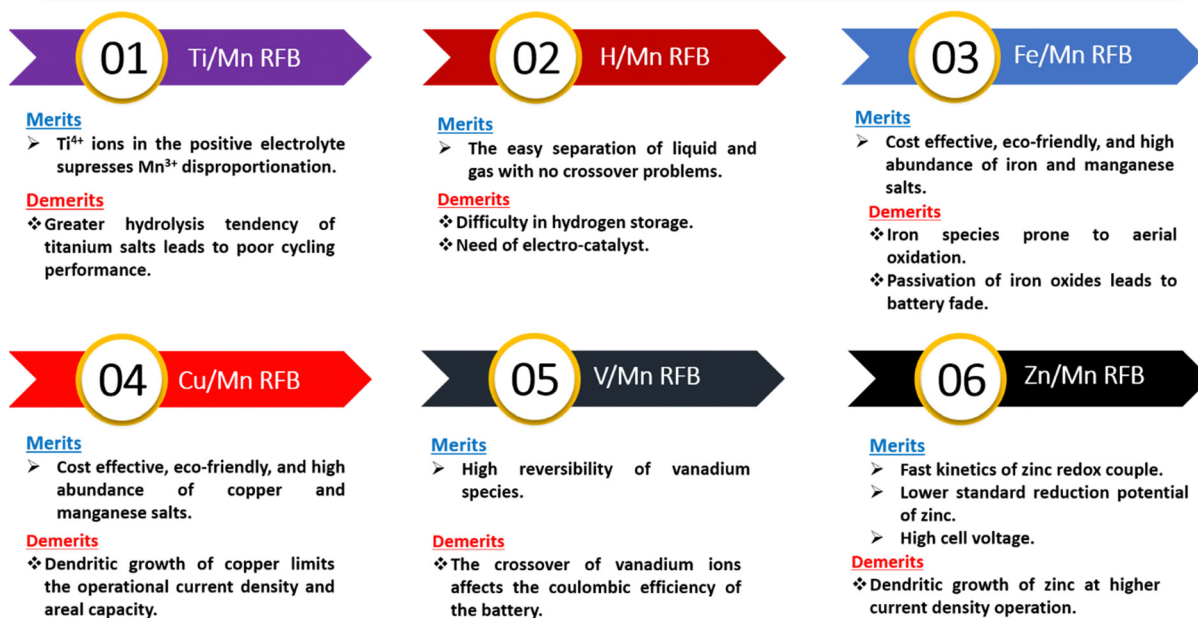 01
Ti/Mn RFB
Merits
➢ Ti⁴⁺ ions in the positive electrolyte
supresses Mn³⁺ disproportionation.
Demerits
❖Greater hydrolysis tendency of
titanium salts leads to poor cycling
performance.
02
H/Mn RFB
Merits
➢ The easy separation of liquid and
gas with no crossover problems.
Demerits
❖Difficulty in hydrogen storage.
❖Need of electro-catalyst.
03
Fe/Mn RFB
Merits
➢ Cost effective, eco-friendly, and high
abundance of iron and manganese
salts.
Demerits
❖Iron species prone to aerial
oxidation.
❖Passivation of iron oxides leads to
battery fade.
04
Cu/Mn RFB
Merits
➢ Cost effective, eco-friendly, and high
abundance of copper and
manganese salts.
Demerits
❖Dendritic growth of copper limits
the operational current density and
areal capacity.
05
V/Mn RFB
Merits
➢ High reversibility of vanadium
species.
Demerits
❖The crossover of vanadium ions
affects the coulombic efficiency of
the battery.
06
Zn/Mn RFB
Merits
➢ Fast kinetics of zinc redox couple.
➢ Lower standard reduction potential
of zinc.
➢ High cell voltage.
Demerits
❖Dendritic growth of zinc at higher
current density operation.